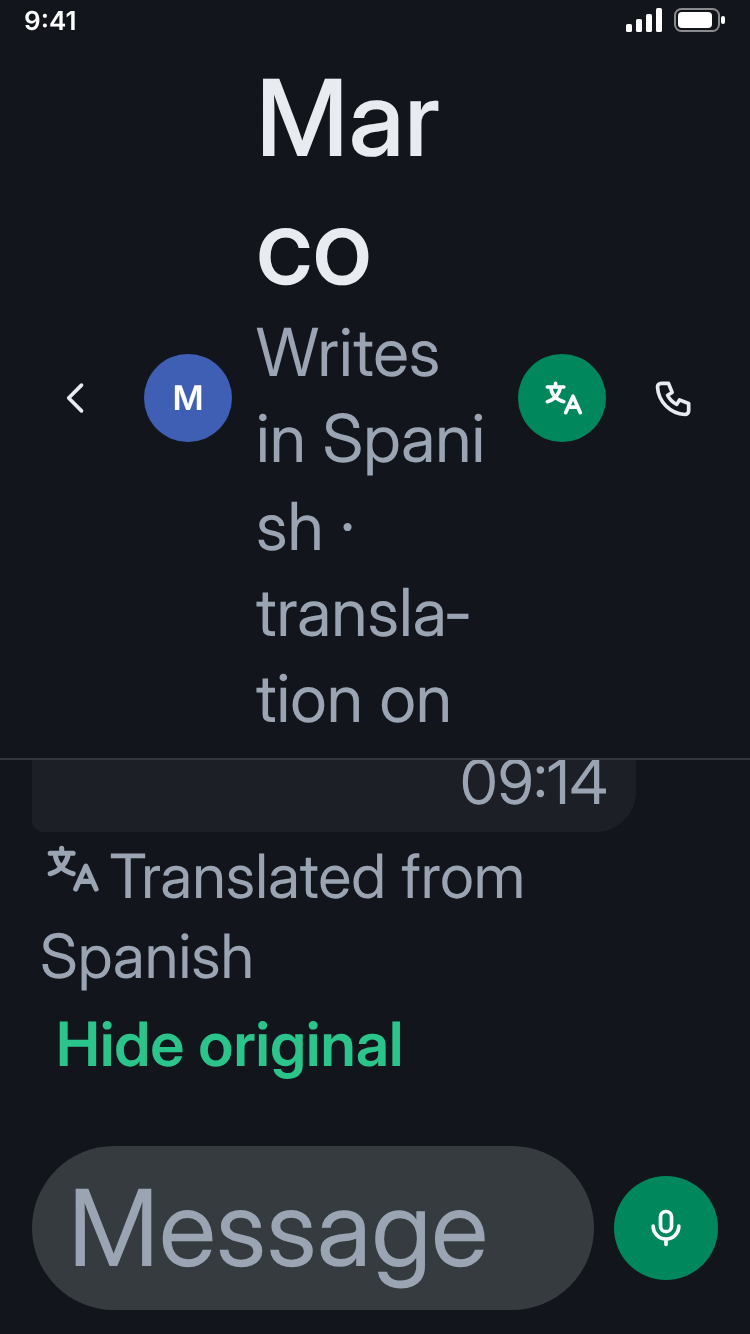 9:41
Mar
co
Writes
in Spani
sh ·
transla-
tion on
M
09:14
Translated from
Spanish
Hide original
Message